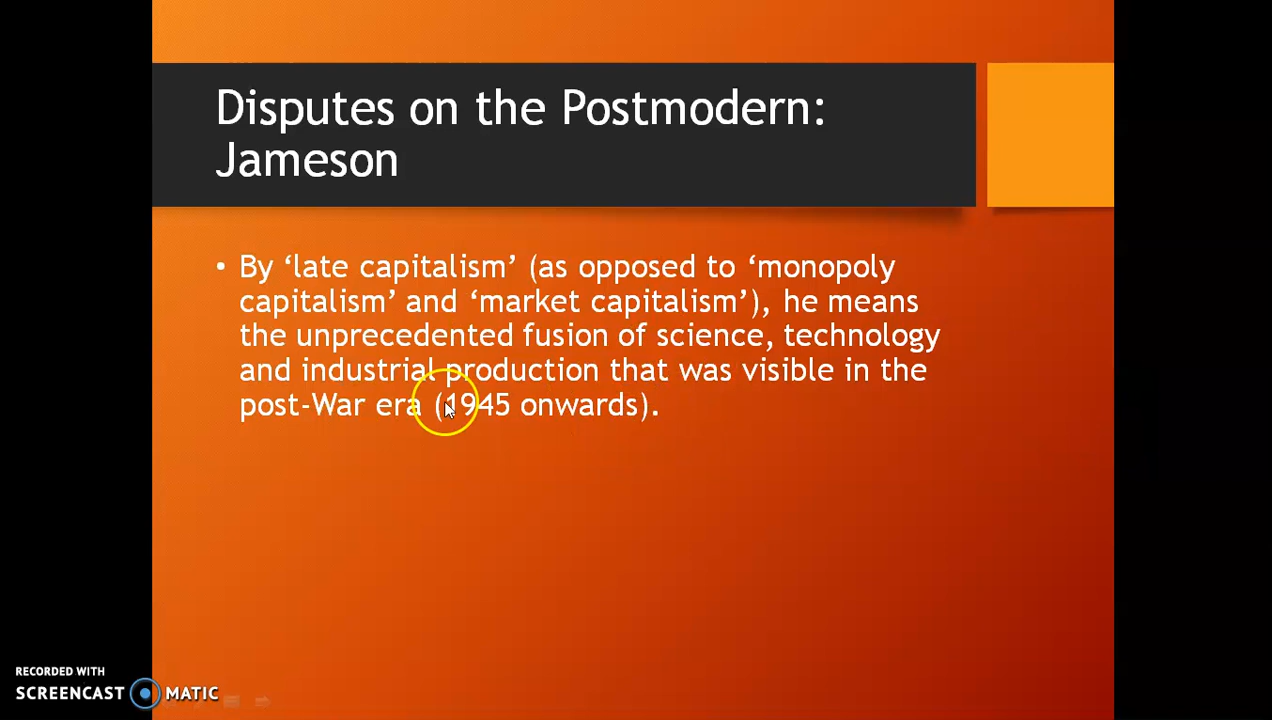 Disputes on the Postmodern:
Jameson
• By ‘late capitalism’ (as opposed to ‘monopoly
capitalism’ and ‘market capitalism’), he means
the unprecedented fusion of science, technology
and industrial production that was visible in the
post-War era (1945 onwards).
RECORDED WITH
SCREENCAST MATIC